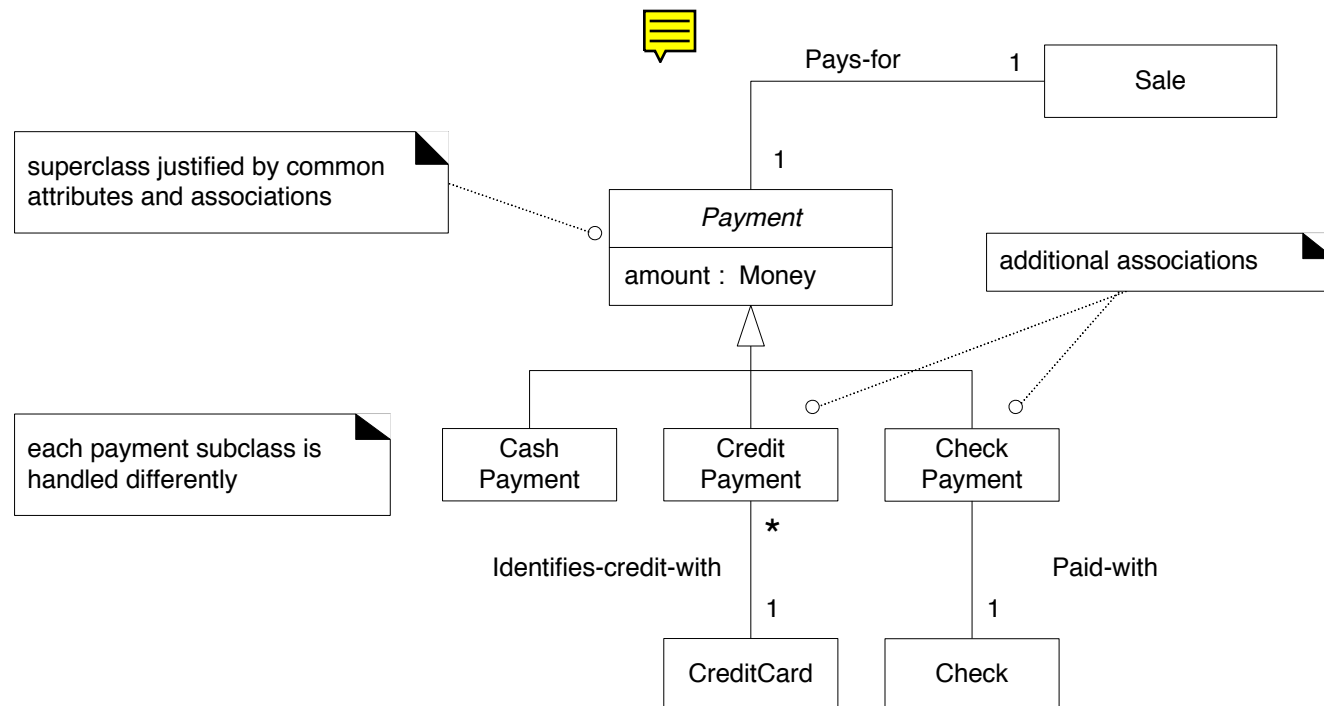 Pays-for
1
Sale
superclass justified by common
attributes and associations
1
Payment
amount : Money
additional associations
each payment subclass is
handled differently
Cash
Payment
Credit
Payment
Check
Payment
*
Identifies-credit-with
Paid-with
1
1
CreditCard
Check